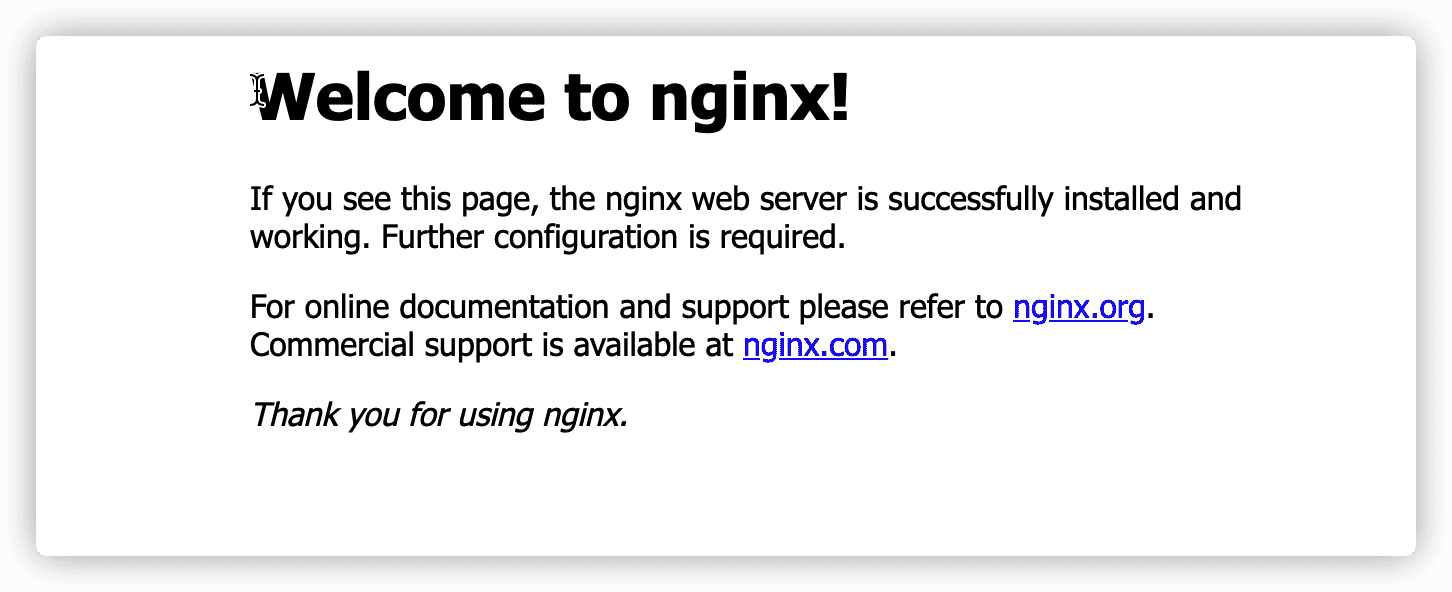 Welcome to nginx!
If you see this page, the nginx web server is successfully installed and
working. Further configuration is required.
For online documentation and support please refer to nginx.org.
Commercial support is available at nginx.com.
Thank you for using nginx.